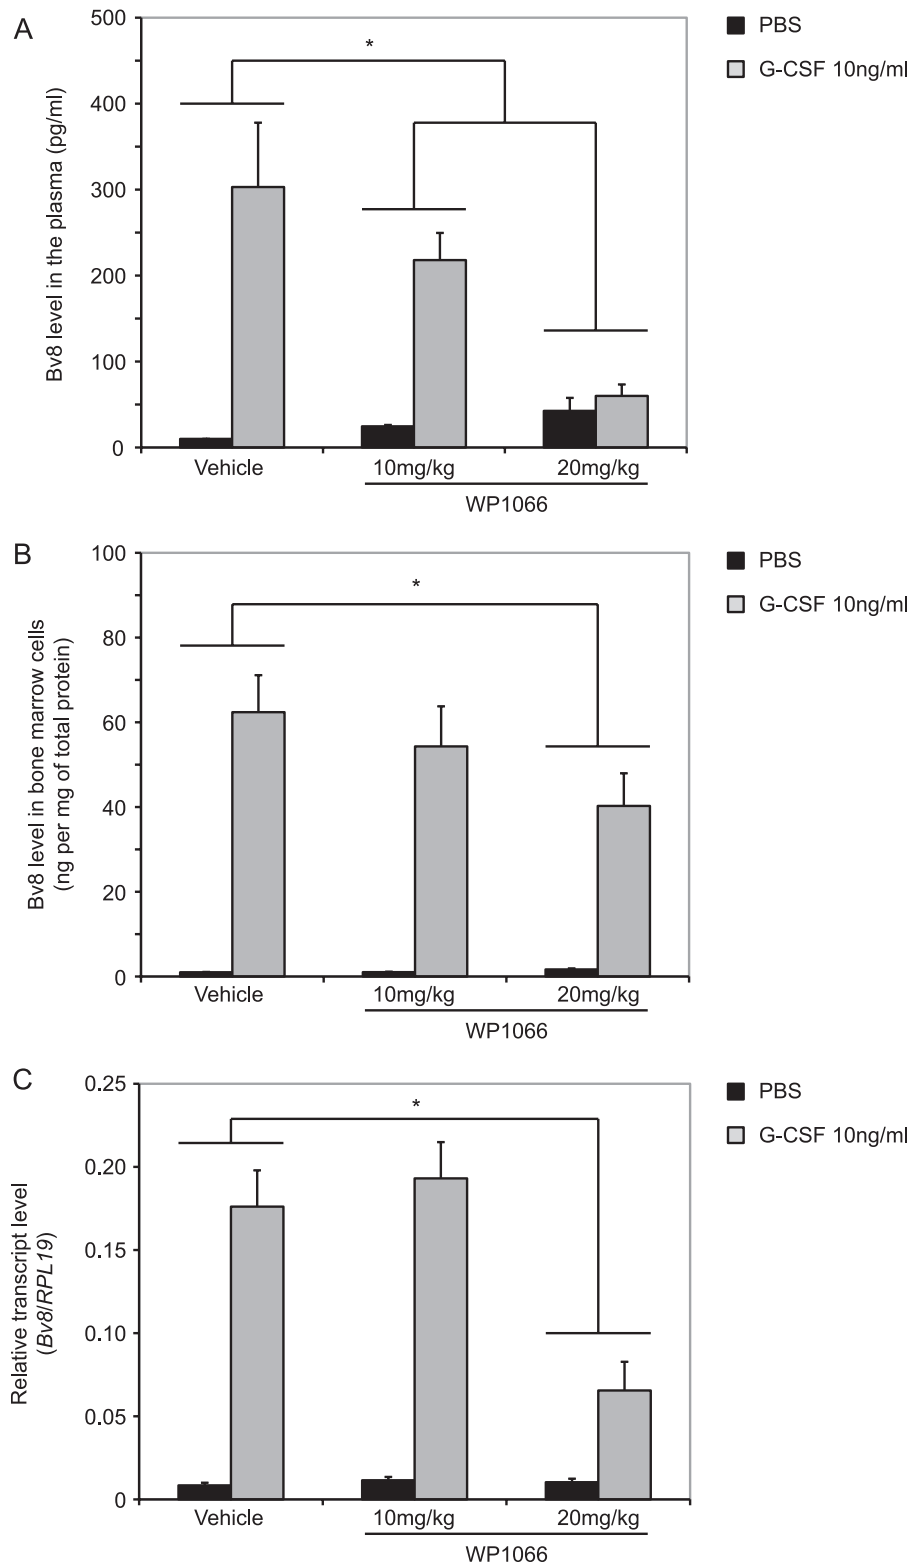 A
500
400
300
200
100
0
Bv8 level in the plasma (pg/ml)
*
PBS
G-CSF 10ng/ml
Vehicle
10mg/kg
20mg/kg
WP1066
B
100
80
60
40
20
0
Bv8 level in bone marrow cells
(ng per mg of total protein)
*
PBS
G-CSF 10ng/ml
Vehicle
10mg/kg
20mg/kg
WP1066
C
0.25
0.20
0.15
0.10
0.05
0
Relative transcript level
(Bv8/RPL19)
*
PBS
G-CSF 10ng/ml
Vehicle
10mg/kg
20mg/kg
WP1066